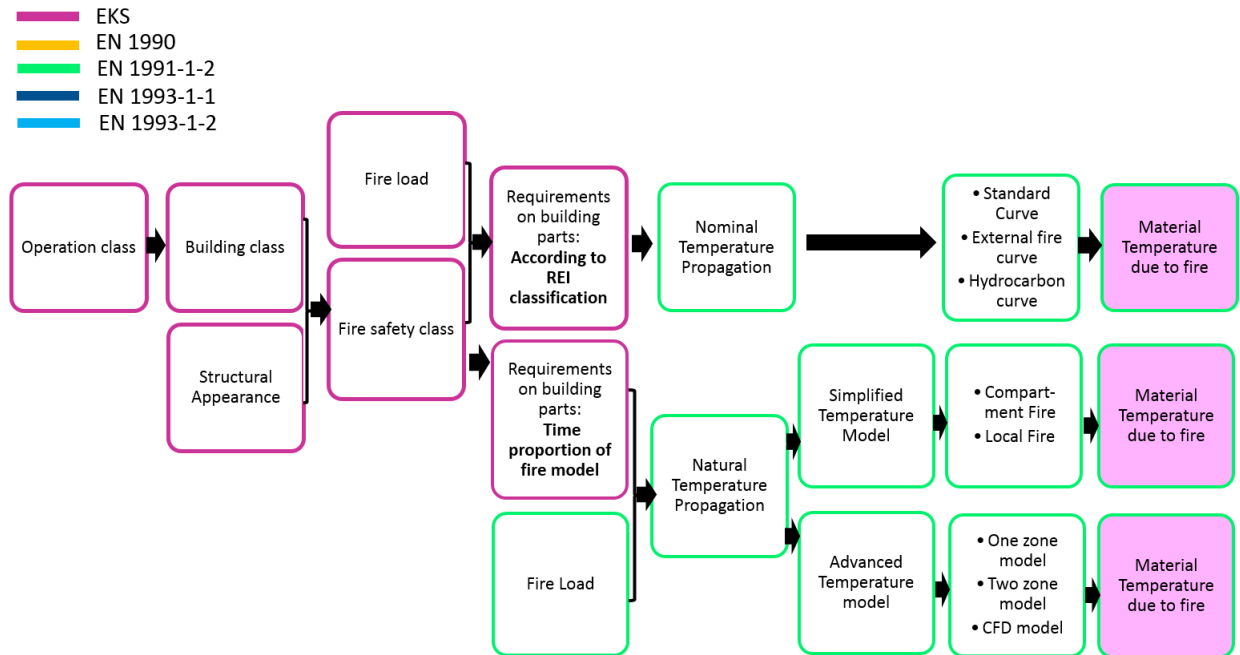 EKS
EN 1990
EN 1991-1-2
EN 1993-1-1
EN 1993-1-2
Operation class
Building class
Structural
Appearance
Fire load
Fire safety class
Requirements
on building
parts:
According to
REI
classification
Requirements
on building
parts:
Time
proportion of
fire model
Fire Load
Nominal
Temperature
Propagation
Natural
Temperature
Propagation
Simplified
Temperature
Model
Advanced
Temperature
model
• Standard
Curve
• External fire
curve
• Hydrocarbon
curve
• Compart-
ment Fire
• Local Fire
• One zone
model
• Two zone
model
• CFD model
Material
Temperature
due to fire
Material
Temperature
due to fire
Material
Temperature
due to fire